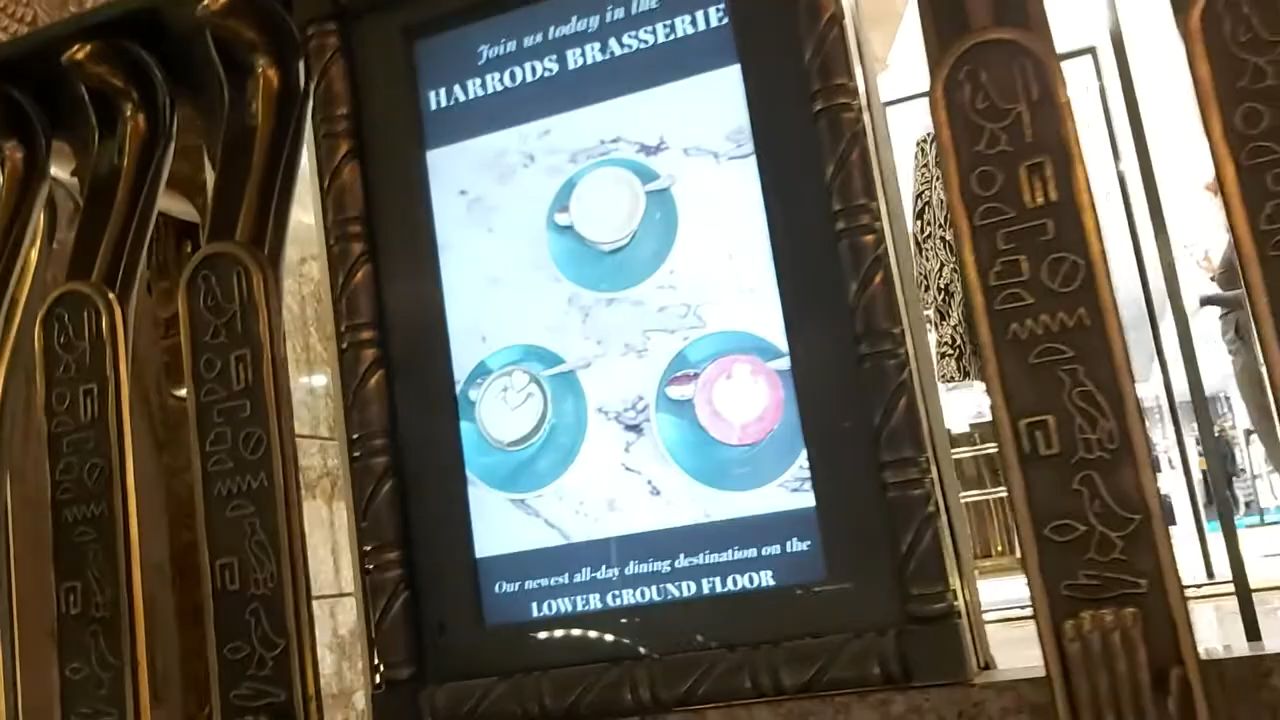 Join us today in the
HARRODS BRASSERIE
Our newest all-day dining destination on the
LOWER GROUND FLOOR